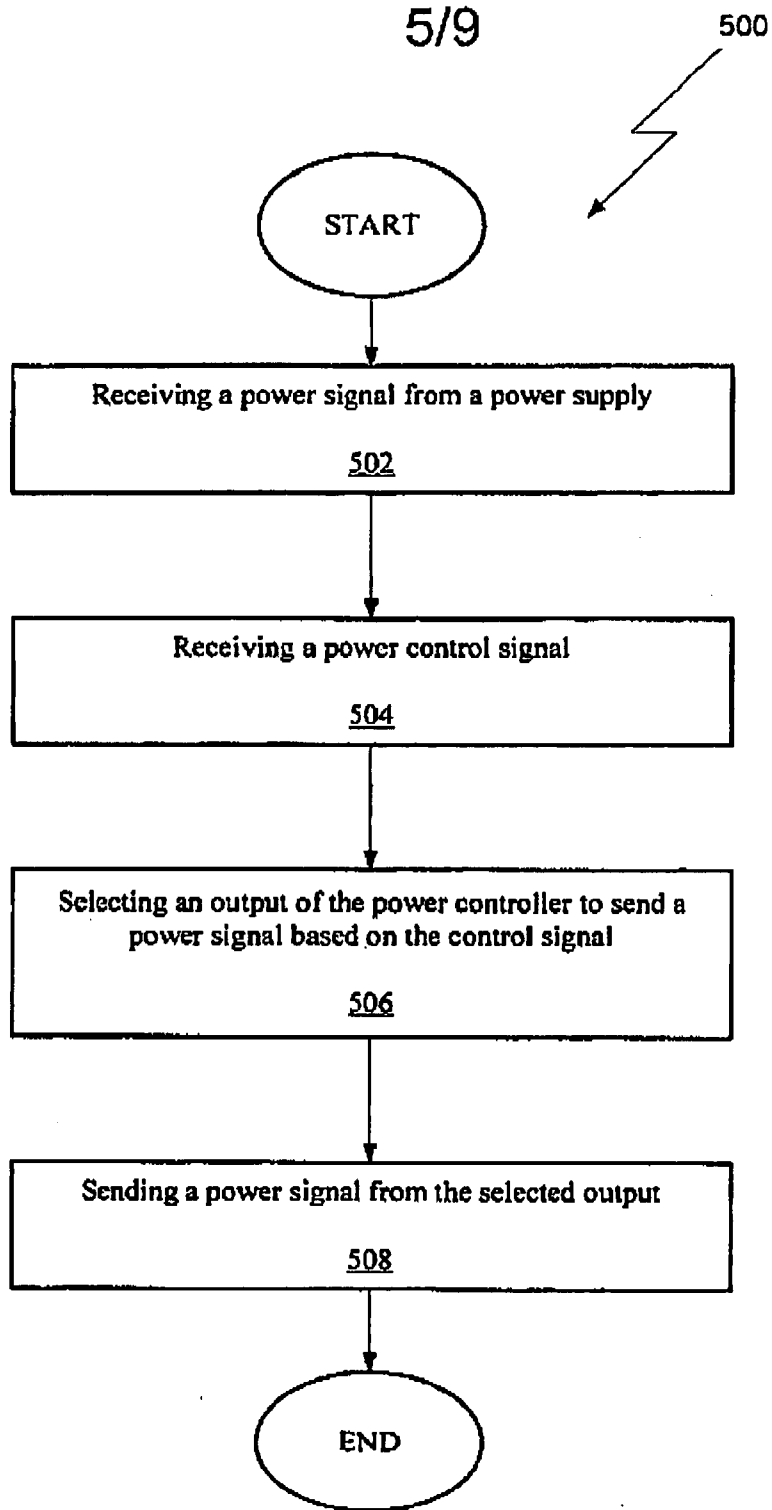 5/9
500
START
Receiving a power signal from a power supply
502
Receiving a power control signal
504
Selecting an output of the power controller to send a
power signal based on the control signal
506
Sending a power signal from the selected output
508
END